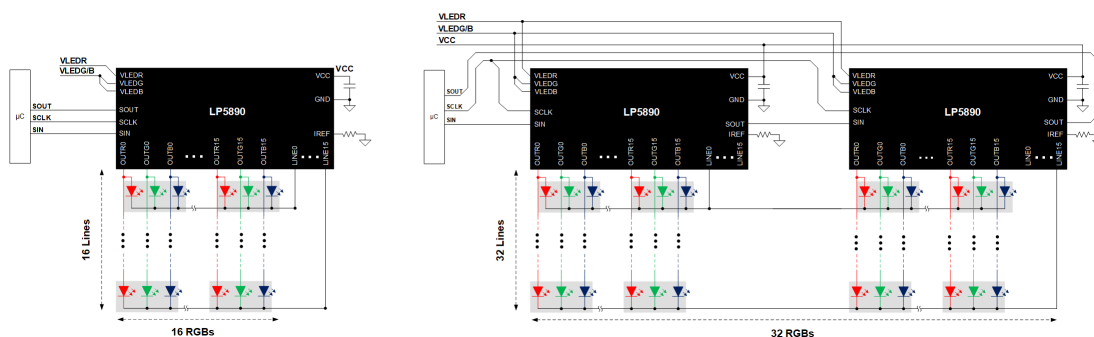 VLEDR
VLEDG/B
µC
SOUT
SCLK
SIN
VLEDR
VLEDG
VLEDB
SOUT
SCLK
SIN
LP5890
VCC
GND
IREF
VCC
OUTR0
OUTG0
OUTB0
OUTR15
OUTG15
OUTB15
LINE0
LINE15
16 Lines
16 RGBs
VLEDR
VLEDG/B
VCC
µC
SOUT
SCLK
SIN
VLEDR
VLEDG
VLEDB
SCLK
SIN
LP5890
VCC
GND
SOUT
IREF
OUTR0
OUTG0
OUTB0
OUTR15
OUTG15
OUTB15
LINE0
LINE15
VLEDR
VLEDG
VLEDB
SCLK
SIN
LP5890
VCC
GND
SOUT
IREF
OUTR0
OUTG0
OUTB0
OUTR15
OUTG15
OUTB15
LINE0
LINE15
32 Lines
32 RGBs